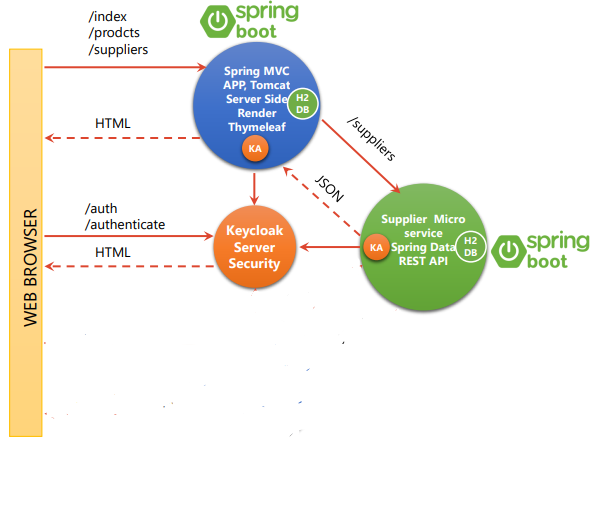 /index
/prodcts
/suppliers
spring
boot
Spring MVC
APP, Tomcat
Server Side
Render
Thymeleaf
H2
DB
KA
HTML
/suppliers
JSON
/auth
/authenticate
HTML
Keycloak
Server
Security
Supplier Micro
service
Spring Data
REST API
KA
H2
DB
spring
boot
WEB BROWSER